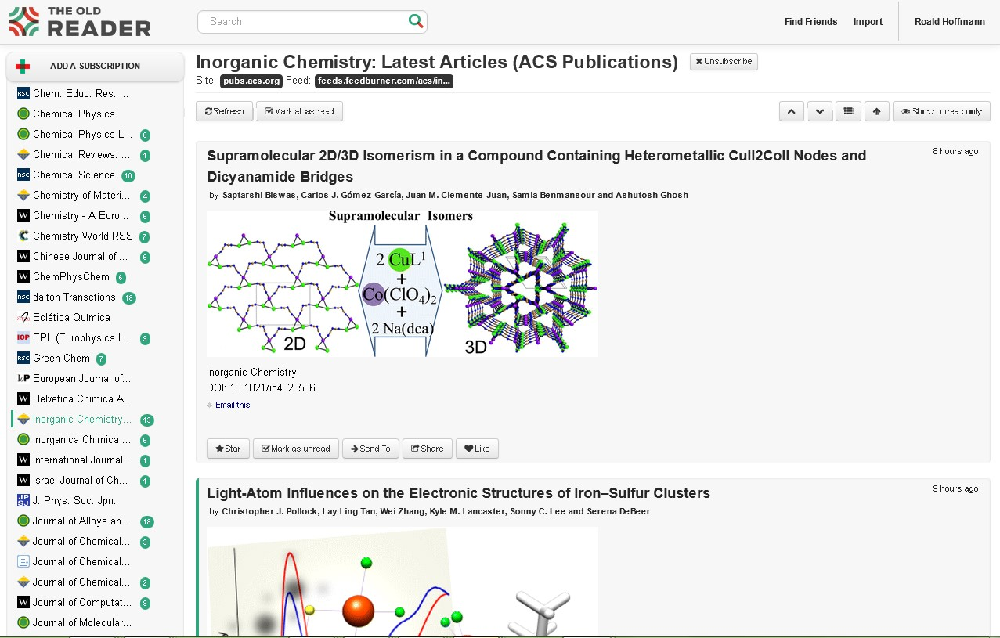 THE OLD
READER
Search
Find Friends
Import
Roald Hoffmann
ADD A SUBSCRIPTION
RSC Chem. Educ. Res. ...
Chemical Physics
Chemical Physics L... 6
Chemical Reviews: ... 1
RSC Chemical Science 10
Chemistry of Materi... 4
W Chemistry - A Euro... 6
Chemistry World RSS 7
W Chinese Journal of ... 6
W ChemPhysChem 6
RSC dalton Transctions 18
Eclética Química
IOP EPL (Europhysics L... 9
RSC Green Chem 7
IoP European Journal of...
W Helvetica Chimica A...
Inorganic Chemistry... 13
Inorganica Chimica ... 6
W International Journal... 1
W Israel Journal of Ch... 1
JPSJ J. Phys. Soc. Jpn.
Journal of Alloys an... 18
Journal of Chemical... 3
Journal of Chemical...
Journal of Chemical... 2
W Journal of Computat... 8
Journal of Molecular...
Inorganic Chemistry: Latest Articles (ACS Publications)
Unsubscribe
Site: pubs.acs.org Feed: feeds.feedburner.com/acs/in...
Refresh
Mark all as read
Show unread only
Supramolecular 2D/3D Isomerism in a Compound Containing Heterometallic CuII2CoII Nodes and
Dicyanamide Bridges
8 hours ago
by Saptarshi Biswas, Carlos J. Gómez-García, Juan M. Clemente-Juan, Samia Benmansour and Ashutosh Ghosh
Supramolecular Isomers
2 CuL¹
+
Co(ClO₄)₂
+
2 Na(dca)
2D
3D
Inorganic Chemistry
DOI: 10.1021/ic4023536
Email this
Star
Mark as unread
Send To
Share
Like
Light-Atom Influences on the Electronic Structures of Iron–Sulfur Clusters
9 hours ago
by Christopher J. Pollock, Lay Ling Tan, Wei Zhang, Kyle M. Lancaster, Sonny C. Lee and Serena DeBeer